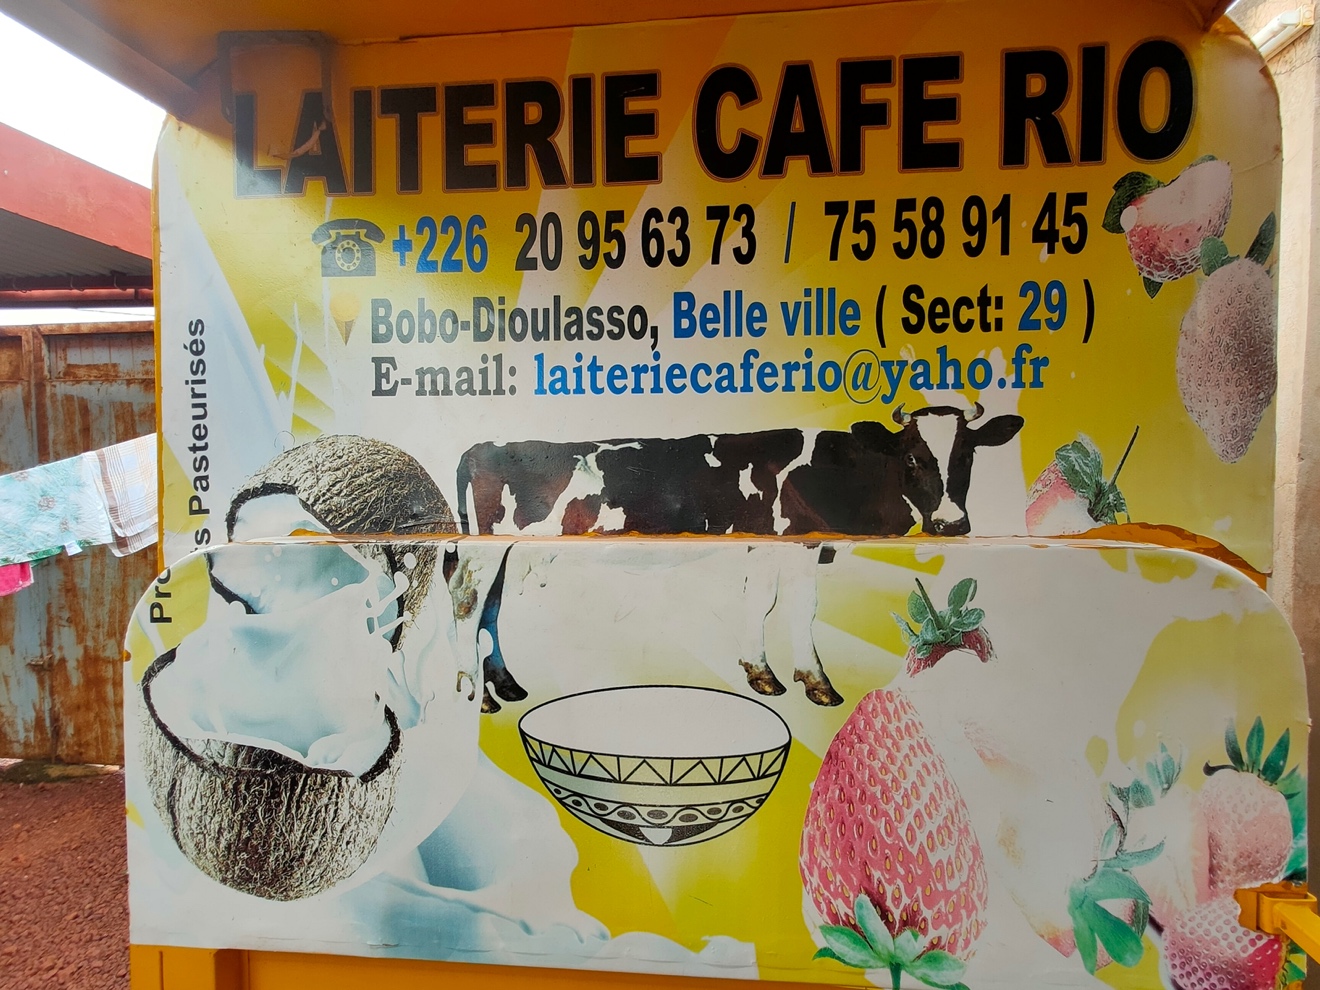 LAITERIE CAFE RIO
+226 20 95 63 73 / 75 58 91 45
Bobo-Dioulasso, Belle ville ( Sect: 29 )
E-mail: laiteriecaferio@yaho.fr
Pasteurisés